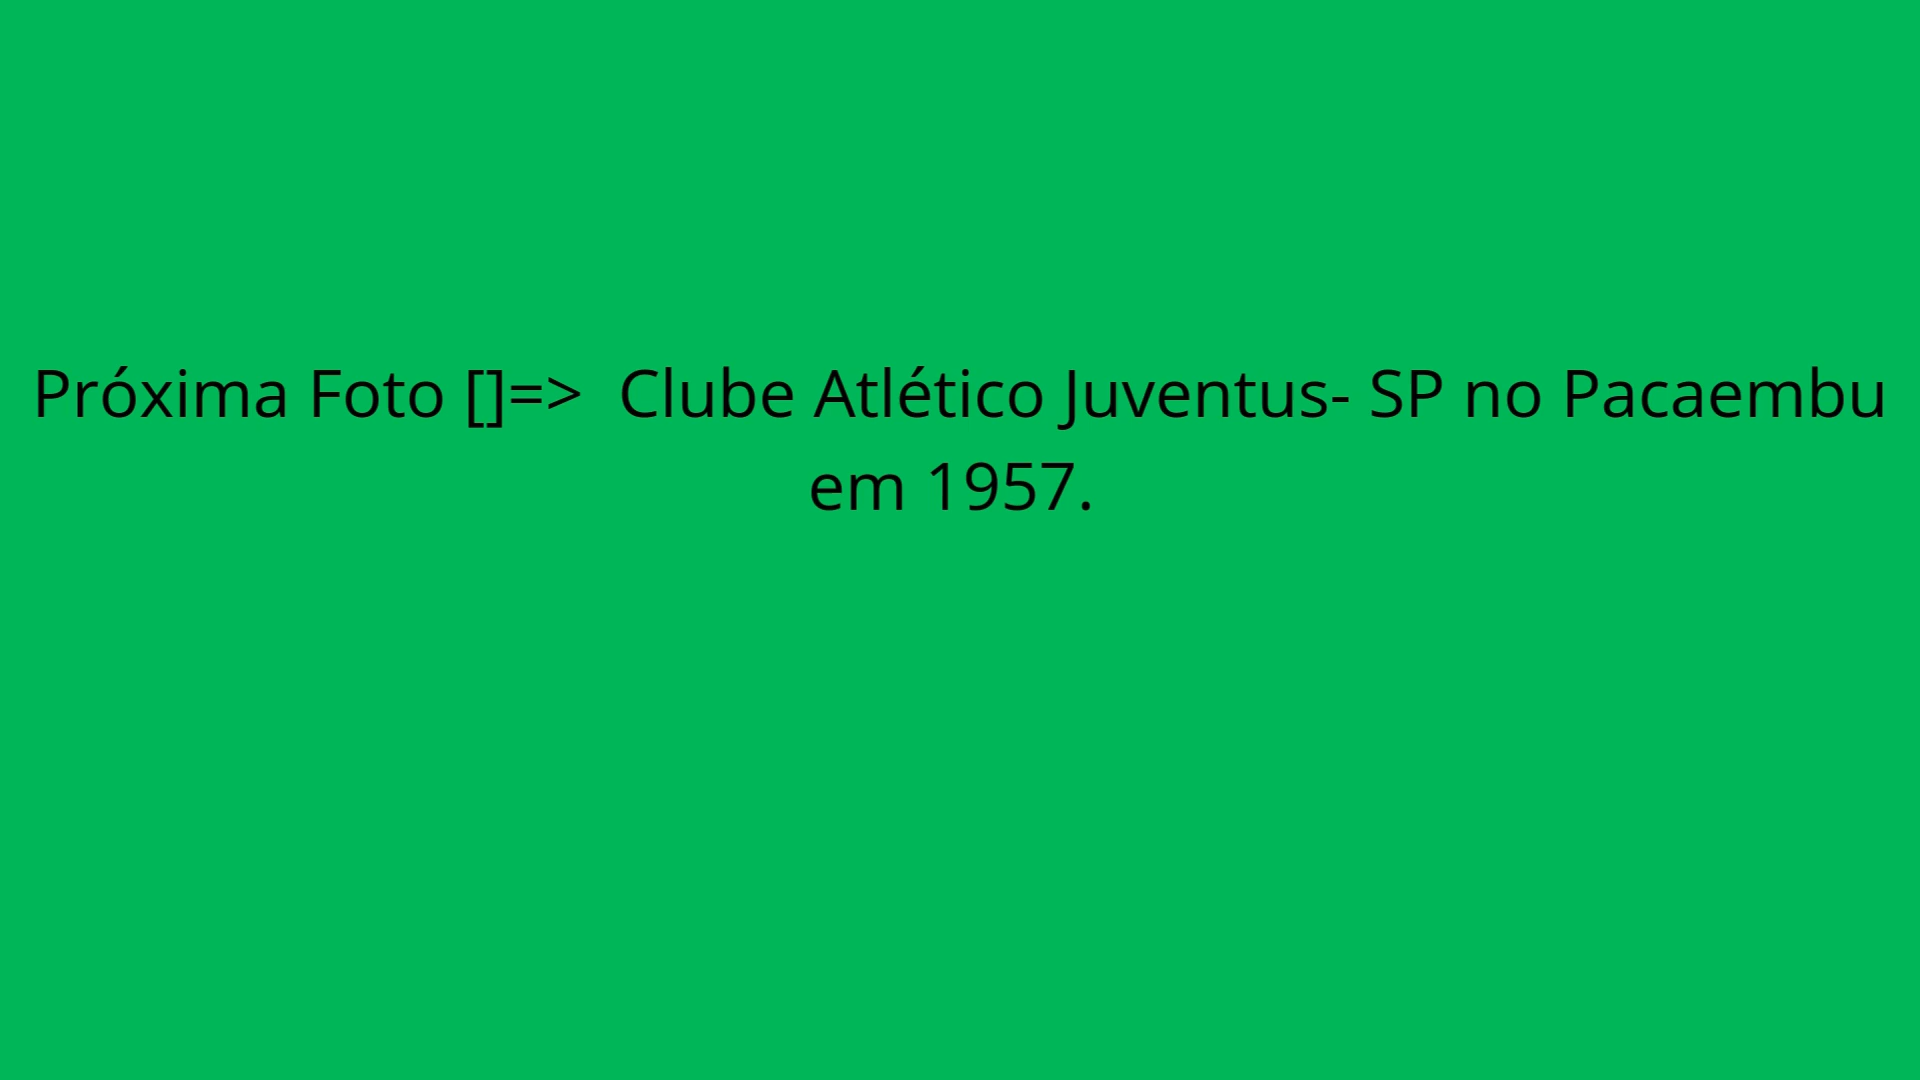 Próxima Foto []=>  Clube Atlético Juventus- SP no Pacaembu
em 1957.